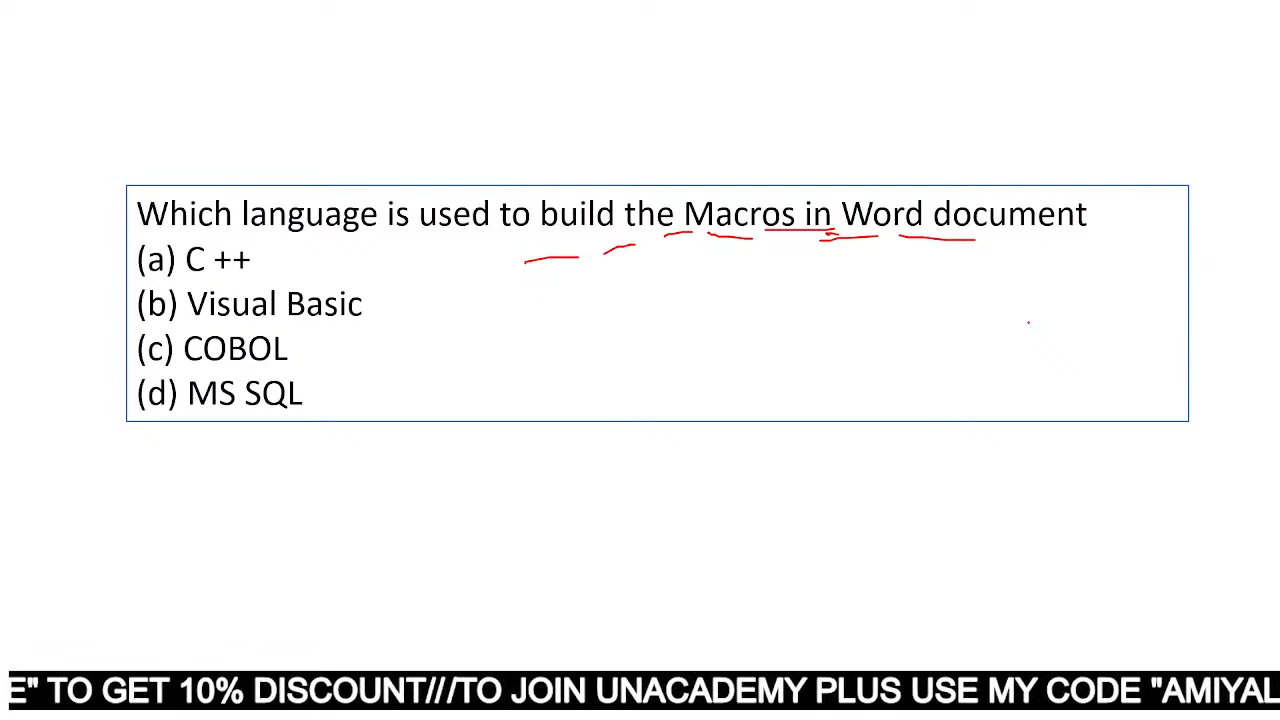 Which language is used to build the Macros in Word document
(a) C ++
(b) Visual Basic
(c) COBOL
(d) MS SQL
E" TO GET 10% DISCOUNT///TO JOIN UNACADEMY PLUS USE MY CODE "AMIYAL